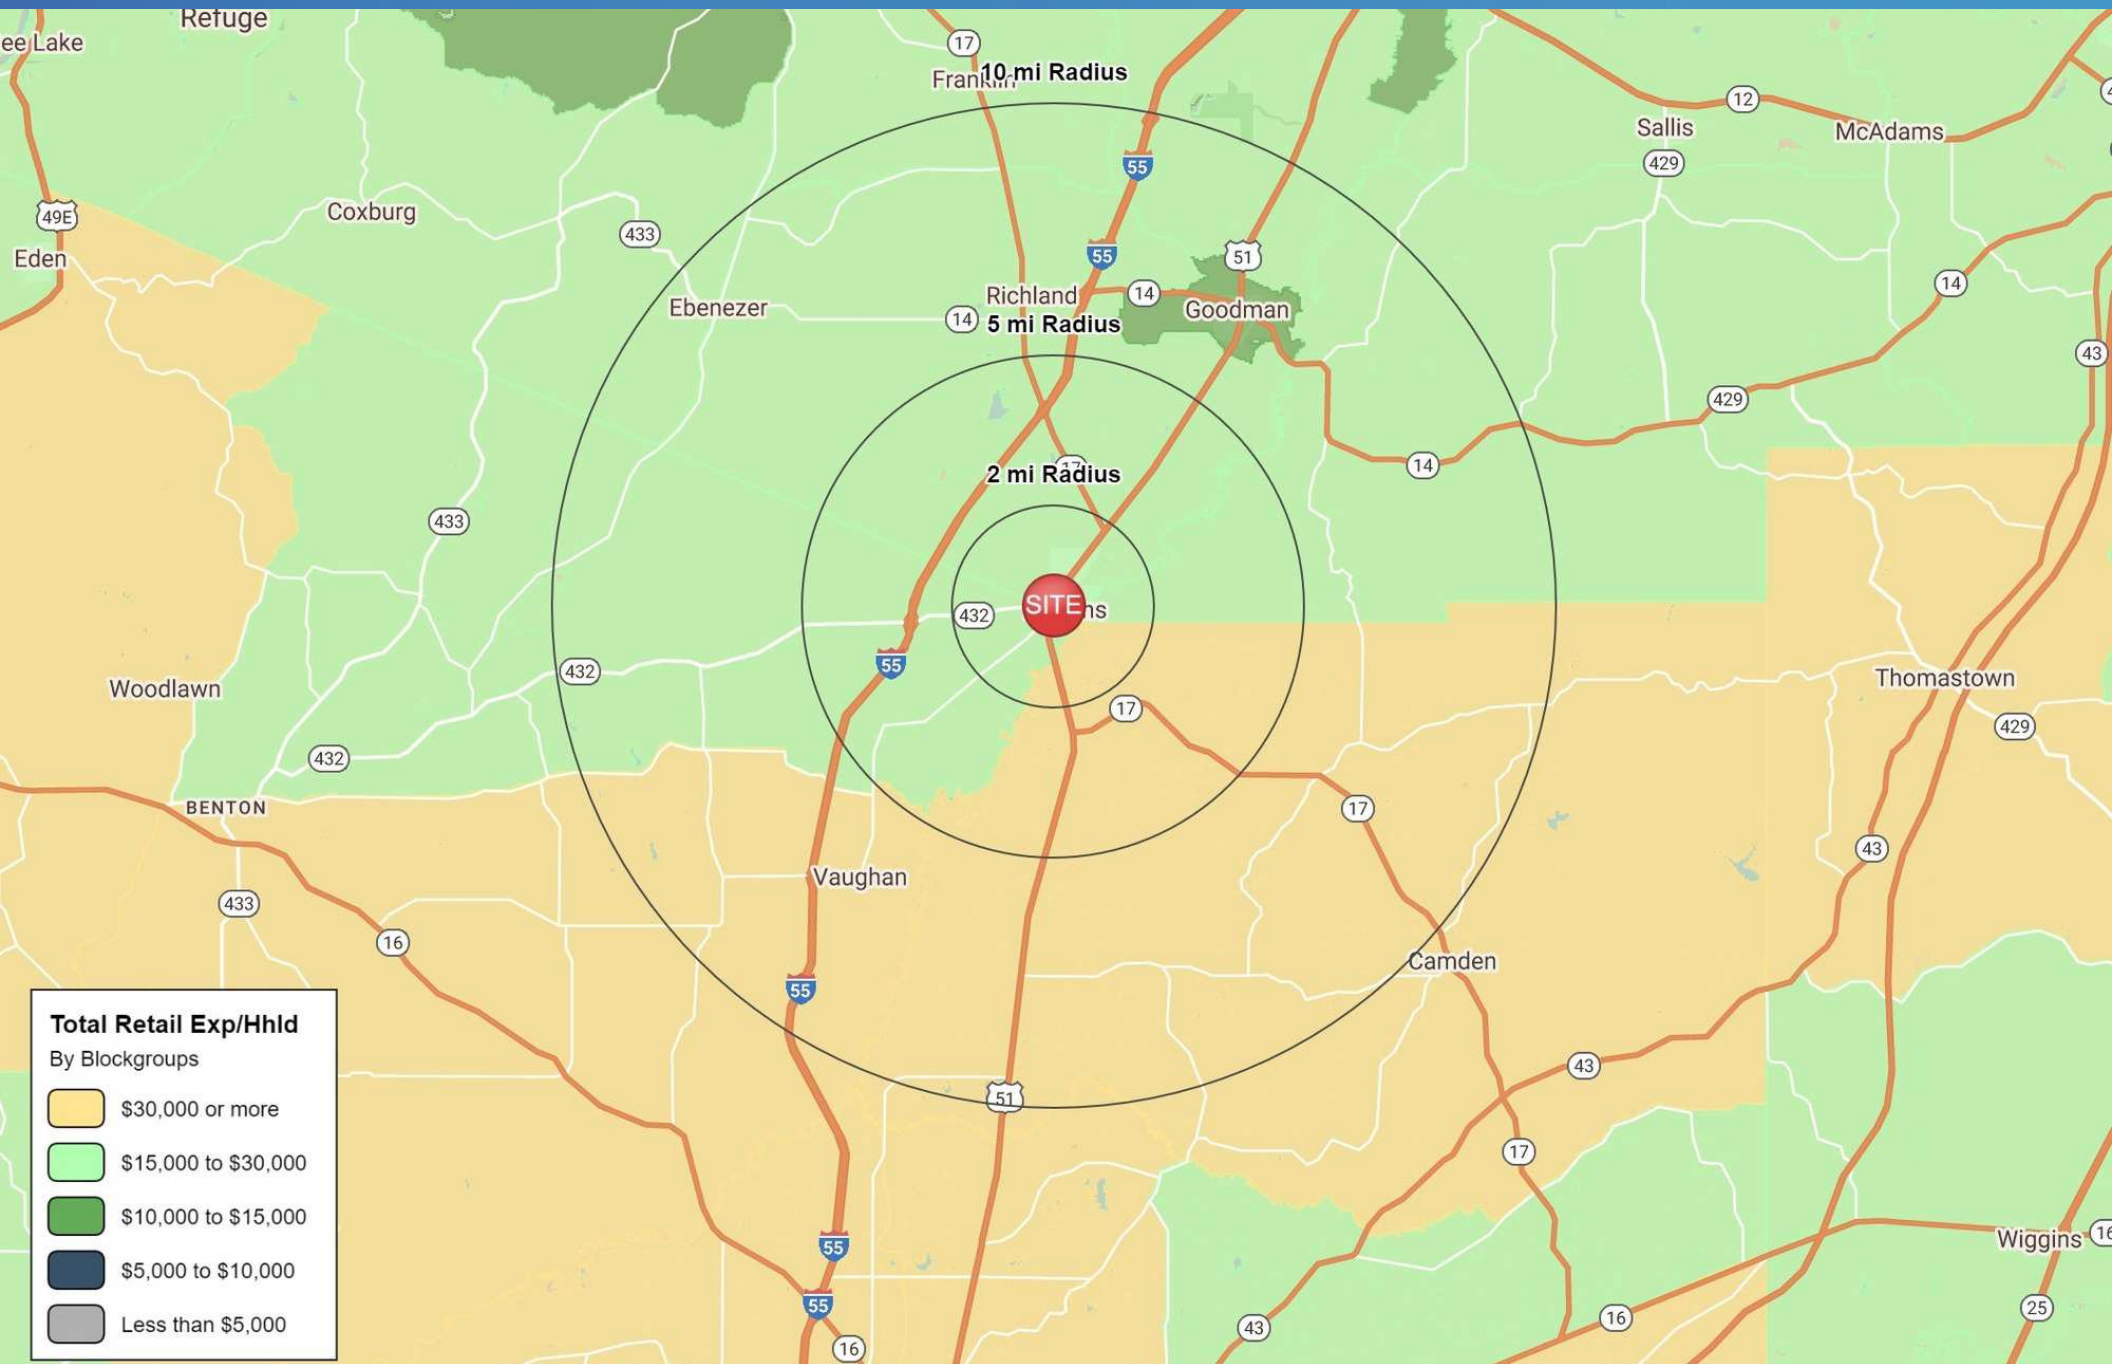 Refuge
17
ee Lake
Franklin
10 mi Radius
12
Sallis
McAdams
429
55
49E
Coxburg
433
Eden
55
51
14
14
Richland
Ebenezer
14
Goodman
5 mi Radius
43
429
14
17
2 mi Radius
433
SITE
ns
432
55
432
Woodlawn
Thomastown
17
429
432
BENTON
17
43
Vaughan
433
16
Camden
55
Total Retail Exp/Hhld
By Blockgroups
$30,000 or more
$15,000 to $30,000
$10,000 to $15,000
$5,000 to $10,000
Less than $5,000
43
51
17
55
Wiggins
16
55
25
16
43
16